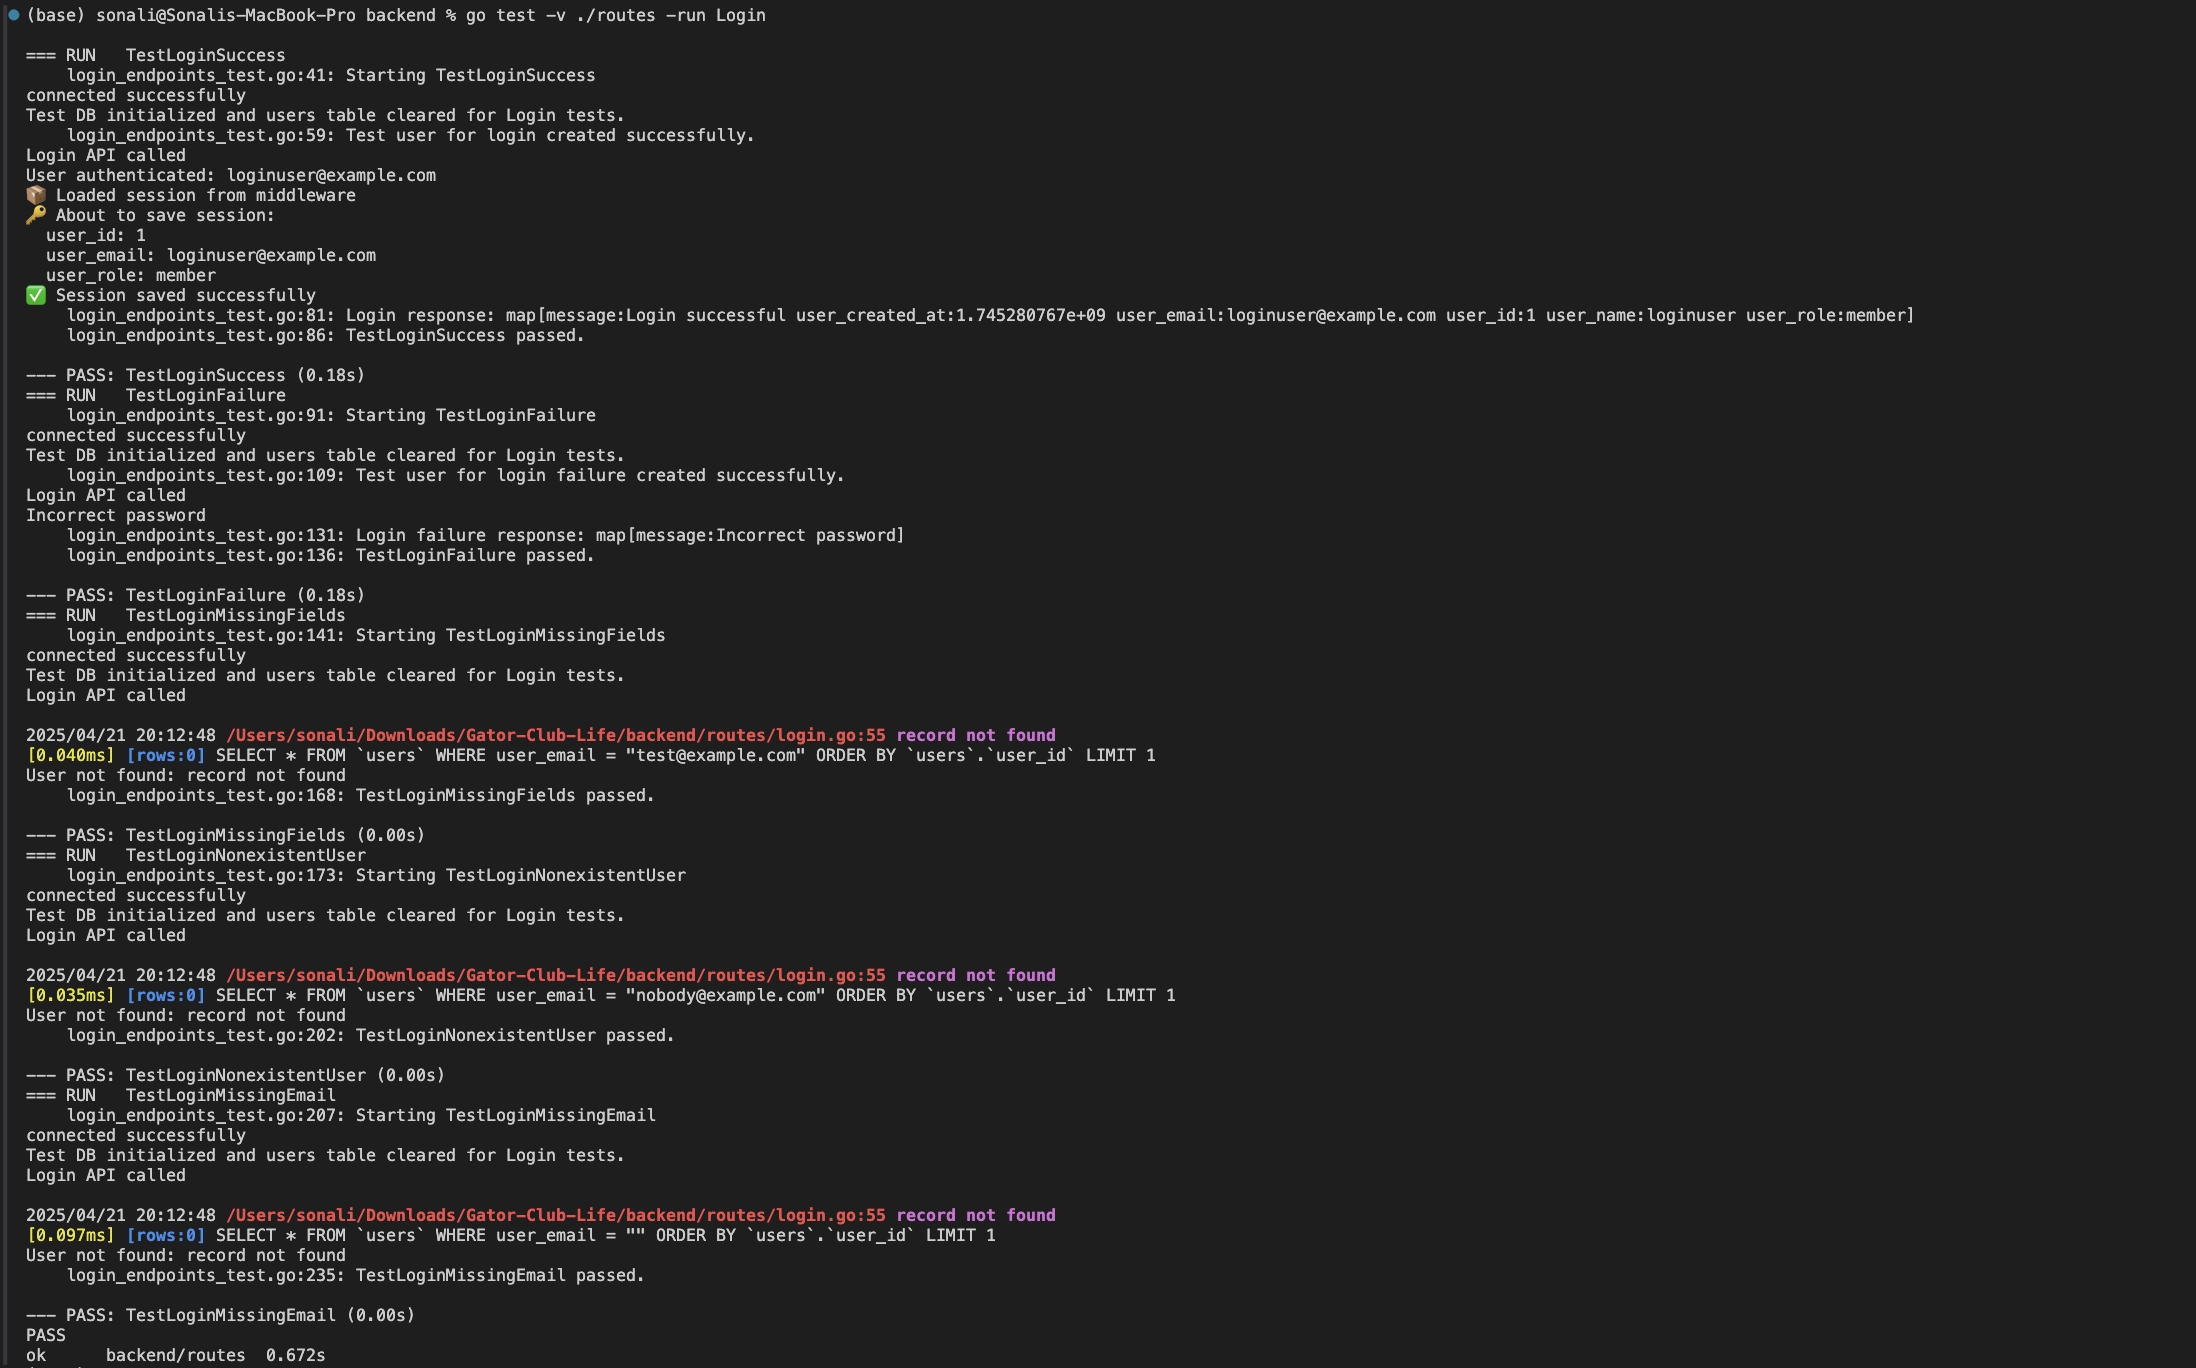 (base) sonali@Sonalis-MacBook-Pro backend % go test -v ./routes -run Login
=== RUN   TestLoginSuccess
    login_endpoints_test.go:41: Starting TestLoginSuccess
connected successfully
Test DB initialized and users table cleared for Login tests.
    login_endpoints_test.go:59: Test user for login created successfully.
Login API called
User authenticated: loginuser@example.com
📦 Loaded session from middleware
🔑 About to save session:
  user_id: 1
  user_email: loginuser@example.com
  user_role: member
✅ Session saved successfully
    login_endpoints_test.go:81: Login response: map[message:Login successful user_created_at:1.745280767e+09 user_email:loginuser@example.com user_id:1 user_name:loginuser user_role:member]
    login_endpoints_test.go:86: TestLoginSuccess passed.
--- PASS: TestLoginSuccess (0.18s)
=== RUN   TestLoginFailure
    login_endpoints_test.go:91: Starting TestLoginFailure
connected successfully
Test DB initialized and users table cleared for Login tests.
    login_endpoints_test.go:109: Test user for login failure created successfully.
Login API called
Incorrect password
    login_endpoints_test.go:131: Login failure response: map[message:Incorrect password]
    login_endpoints_test.go:136: TestLoginFailure passed.
--- PASS: TestLoginFailure (0.18s)
=== RUN   TestLoginMissingFields
    login_endpoints_test.go:141: Starting TestLoginMissingFields
connected successfully
Test DB initialized and users table cleared for Login tests.
Login API called
2025/04/21 20:12:48 /Users/sonali/Downloads/Gator-Club-Life/backend/routes/login.go:55 record not found
[0.040ms] [rows:0] SELECT * FROM `users` WHERE user_email = "test@example.com" ORDER BY `users`.`user_id` LIMIT 1
User not found: record not found
    login_endpoints_test.go:168: TestLoginMissingFields passed.
--- PASS: TestLoginMissingFields (0.00s)
=== RUN   TestLoginNonexistentUser
    login_endpoints_test.go:173: Starting TestLoginNonexistentUser
connected successfully
Test DB initialized and users table cleared for Login tests.
Login API called
2025/04/21 20:12:48 /Users/sonali/Downloads/Gator-Club-Life/backend/routes/login.go:55 record not found
[0.035ms] [rows:0] SELECT * FROM `users` WHERE user_email = "nobody@example.com" ORDER BY `users`.`user_id` LIMIT 1
User not found: record not found
    login_endpoints_test.go:202: TestLoginNonexistentUser passed.
--- PASS: TestLoginNonexistentUser (0.00s)
=== RUN   TestLoginMissingEmail
    login_endpoints_test.go:207: Starting TestLoginMissingEmail
connected successfully
Test DB initialized and users table cleared for Login tests.
Login API called
2025/04/21 20:12:48 /Users/sonali/Downloads/Gator-Club-Life/backend/routes/login.go:55 record not found
[0.097ms] [rows:0] SELECT * FROM `users` WHERE user_email = "" ORDER BY `users`.`user_id` LIMIT 1
User not found: record not found
    login_endpoints_test.go:235: TestLoginMissingEmail passed.
--- PASS: TestLoginMissingEmail (0.00s)
PASS
ok      backend/routes  0.672s